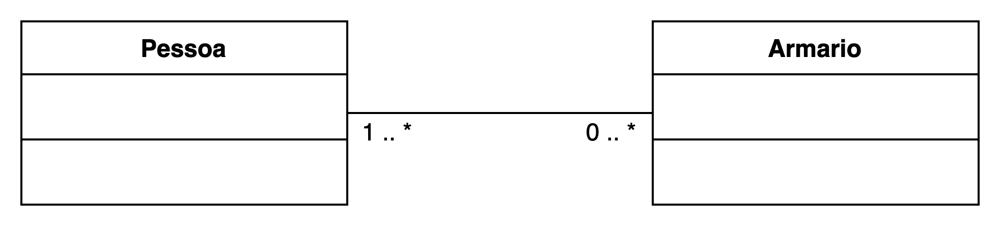 Pessoa
Armario
1 .. *
0 .. *